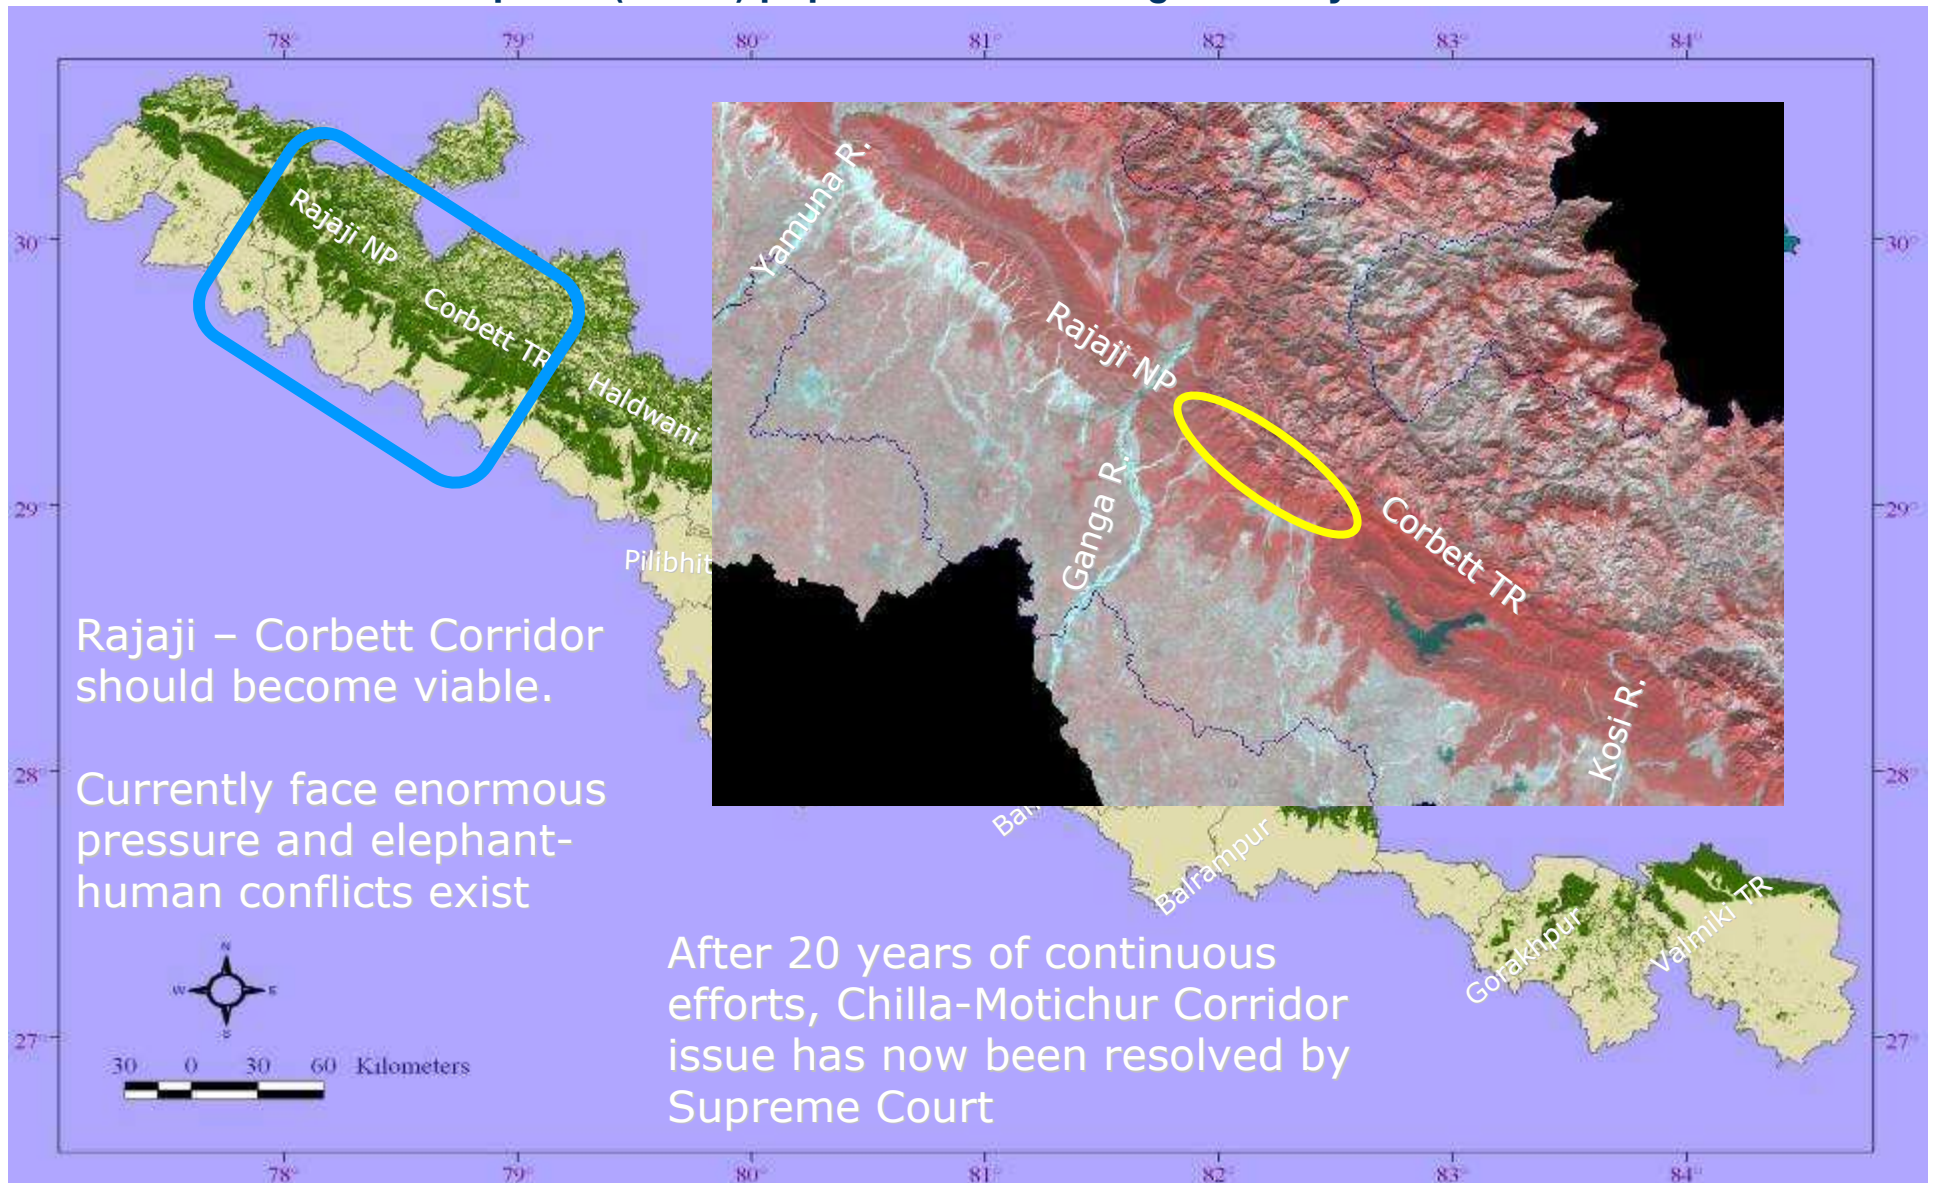 78°
79°
80°
81°
82°
83°
84°
30°
29°
28°
27°
30°
29°
28°
27°
Rajaji NP
Corbett TR
Haldwani
Pilibhit
Yamuna R.
Rajaji NP
Ganga R.
Corbett TR
Kosi R.
Balrampur
Gorakhpur
Valmiki TR
Rajaji – Corbett Corridor
should become viable.
Currently face enormous
pressure and elephant-
human conflicts exist
After 20 years of continuous
efforts, Chilla-Motichur Corridor
issue has now been resolved by
Supreme Court
N
W E
S
30 0 30 60 Kilometers
78°
79°
80°
81°
82°
83°
84°